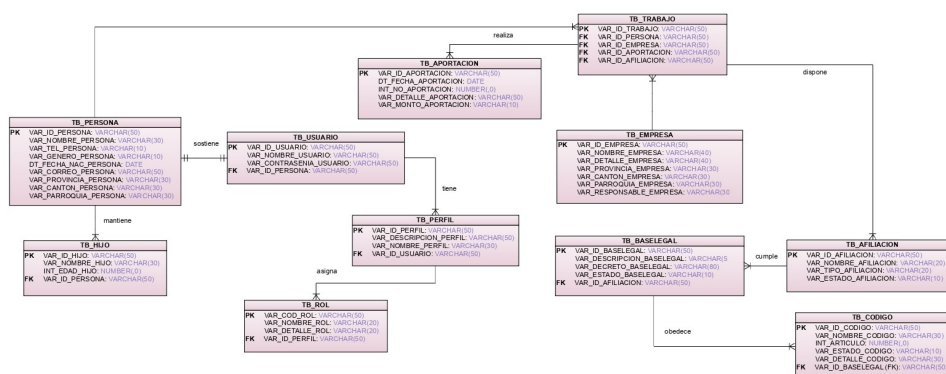 TB_TRABAJO
PK VAR_ID_TRABAJO: VARCHAR(50)
FK VAR_ID_PERSONA: VARCHAR(50)
FK VAR_ID_EMPRESA: VARCHAR(50)
FK VAR_ID_APORTACION: VARCHAR(50)
FK VAR_ID_AFILIACION: VARCHAR(50)
realiza
dispone
TB_APORTACION
PK VAR_ID_APORTACION: VARCHAR(50)
DT_FECHA_APORTACION: DATE
INT_NO_APORTACION: NUMBER(,0)
VAR_DETALLE_APORTACION: VARCHAR(50)
VAR_MONTO_APORTACION: VARCHAR(10)
TB_PERSONA
PK VAR_ID_PERSONA: VARCHAR(50)
VAR_NOMBRE_PERSONA: VARCHAR(30)
VAR_TEL_PERSONA: VARCHAR(10)
VAR_GENERO_PERSONA: VARCHAR(10)
DT_FECHA_NAC_PERSONA: DATE
VAR_CORREO_PERSONA: VARCHAR(50)
VAR_PROVINCIA_PERSONA: VARCHAR(30)
VAR_CANTON_PERSONA: VARCHAR(30)
VAR_PARROQUIA_PERSONA: VARCHAR(30)
sostiene
TB_USUARIO
PK VAR_ID_USUARIO: VARCHAR(50)
VAR_NOMBRE_USUARIO: VARCHAR(50)
VAR_CONTRASENA_USUARIO: VARCHAR(50)
FK VAR_ID_PERSONA: VARCHAR(50)
TB_EMPRESA
PK VAR_ID_EMPRESA: VARCHAR(50)
VAR_NOMBRE_EMPRESA: VARCHAR(40)
VAR_DETALLE_EMPRESA: VARCHAR(40)
VAR_PROVINCIA_EMPRESA: VARCHAR(30)
VAR_CANTON_EMPRESA: VARCHAR(30)
VAR_PARROQUIA_EMPRESA: VARCHAR(30)
VAR_RESPONSABLE_EMPRESA: VARCHAR(30
tiene
mantiene
TB_HIJO
PK VAR_ID_HIJO: VARCHAR(50)
VAR_NOMBRE_HIJO: VARCHAR(30)
INT_EDAD_HIJO: NUMBER(,0)
FK VAR_ID_PERSONA: VARCHAR(50)
TB_PERFIL
PK VAR_ID_PERFIL: VARCHAR(50)
VAR_DESCRIPCION_PERFIL: VARCHAR(50)
VAR_NOMBRE_PERFIL: VARCHAR(30)
FK VAR_ID_USUARIO: VARCHAR(50)
asigna
TB_ROL
PK VAR_COD_ROL: VARCHAR(50)
VAR_NOMBRE_ROL: VARCHAR(20)
VAR_DETALLE_ROL: VARCHAR(20)
FK VAR_ID_PERFIL: VARCHAR(50)
TB_BASELEGAL
PK VAR_ID_BASELEGAL: VARCHAR(50)
VAR_DESCRIPCION_BASELEGAL: VARCHAR(5
VAR_DECRETO_BASELEGAL: VARCHAR(80)
VAR_ESTADO_BASELEGAL: VARCHAR(10)
FK VAR_ID_AFILIACION: VARCHAR(50)
cumple
TB_AFILIACION
PK VAR_ID_AFILIACION: VARCHAR(50)
VAR_NOMBRE_AFILIACION: VARCHAR(20)
VAR_TIPO_AFILIACION: VARCHAR(20)
VAR_ESTADO_AFILIACION: VARCHAR(10)
obedece
TB_CODIGO
PK VAR_ID_CODIGO: VARCHAR(50)
VAR_NOMBRE_CODIGO: VARCHAR(30)
INT_ARTICULO: NUMBER(,0)
VAR_ESTADO_CODIGO: VARCHAR(10)
VAR_DETALLE_CODIGO: VARCHAR(30)
FK VAR_ID_BASELEGAL(FK): VARCHAR(50